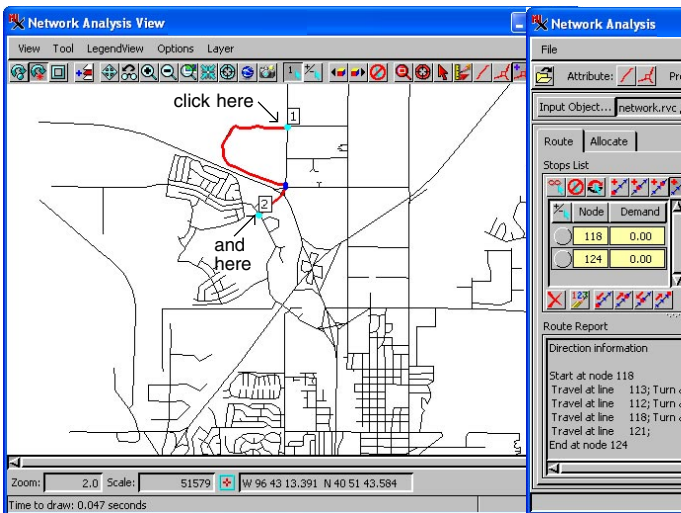 Network Analysis View
View Tool LegendView Options Layer
click here
1
2
and
here
Zoom: 2.0 Scale: 51579 W 96 43 13.391 N 40 51 43.584
Time to draw: 0.047 seconds
Network Analysis
File
Attribute:
Input Object... network.rvc
Route Allocate
Stops List
Node Demand
118 0.00
124 0.00
Route Report
Direction information
Start at node 118
Travel at line 113; Turn
Travel at line 112; Turn
Travel at line 118; Turn
Travel at line 121;
End at node 124